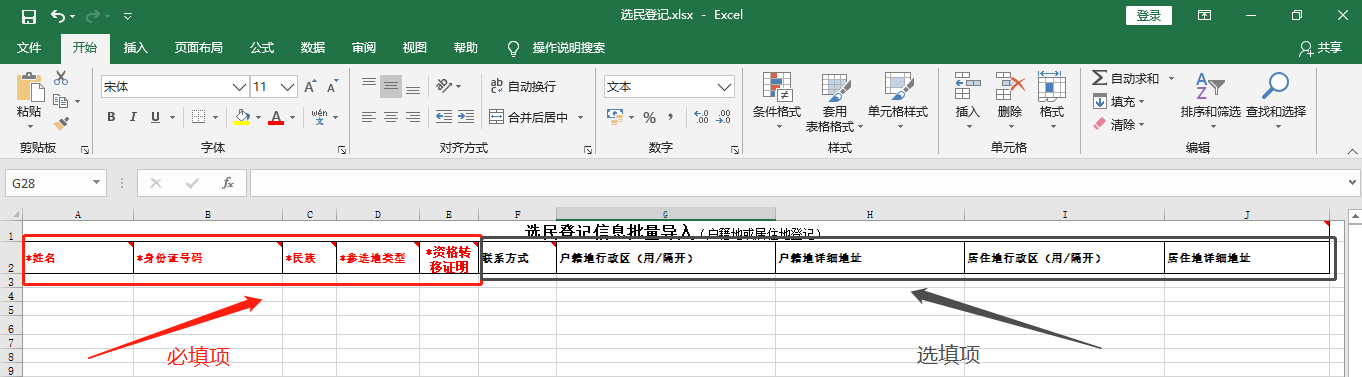 选民登记.xlsx - Excel
登录
文件 开始 插入 页面布局 公式 数据 审阅 视图 帮助 操作说明搜索 共享
宋体 11 自动换行 文本 自动求和
粘贴 条件格式 套用 单元格样式 插入 删除 格式 填充 排序和筛选 查找和选择
B I U wén 文 合并后居中 % , 表格格式 清除
剪贴板 字体 对齐方式 数字 样式 单元格 编辑
G28 fx
A B C D E F G H I J
1 选民登记信息批量导入(户籍地或居住地登记)
2 *姓名 *身份证号码 *民族 *参选地类型 *资格转移证明 联系方式 户籍地行政区(用/隔开) 户籍地详细地址 居住地行政区(用/隔开) 居住地详细地址
3
4
5
6
7
8
9
必填项 选填项